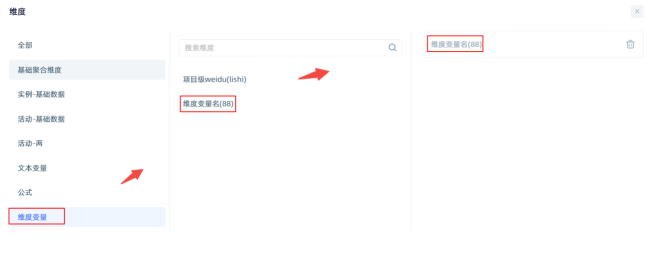 维度
全部
基础聚合维度
实例-基础数据
活动-基础数据
活动-两
文本变量
公式
维度变量
搜索维度
项目级weidu(lishi)
维度变量名(88)
维度变量名(88)